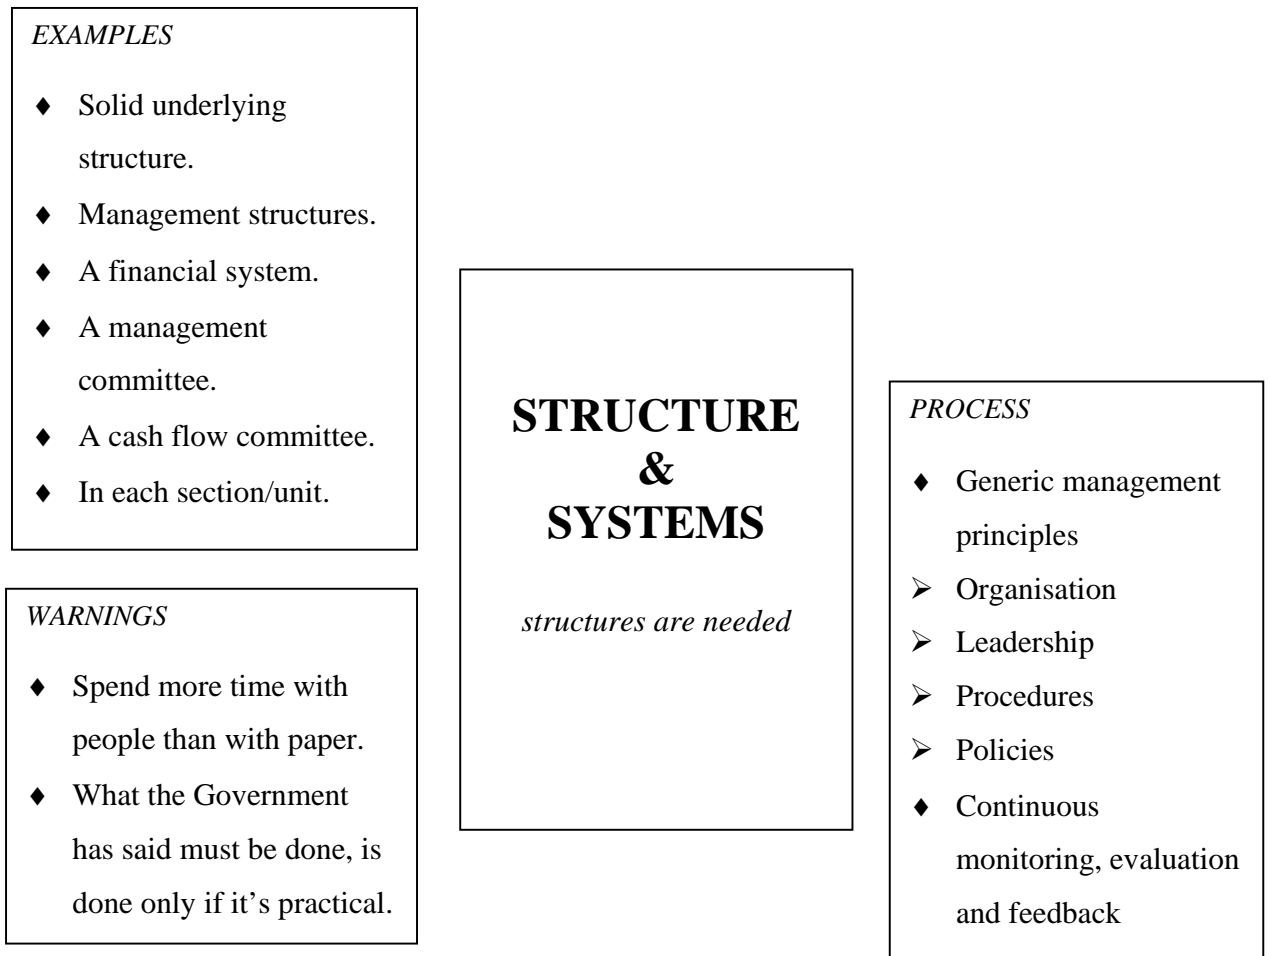 EXAMPLES
♦ Solid underlying
structure.
♦ Management structures.
♦ A financial system.
♦ A management
committee.
♦ A cash flow committee.
♦ In each section/unit.
WARNINGS
♦ Spend more time with
people than with paper.
♦ What the Government
has said must be done, is
done only if it’s practical.
STRUCTURE
&
SYSTEMS
structures are needed
PROCESS
♦ Generic management
principles
➢ Organisation
➢ Leadership
➢ Procedures
➢ Policies
♦ Continuous
monitoring, evaluation
and feedback